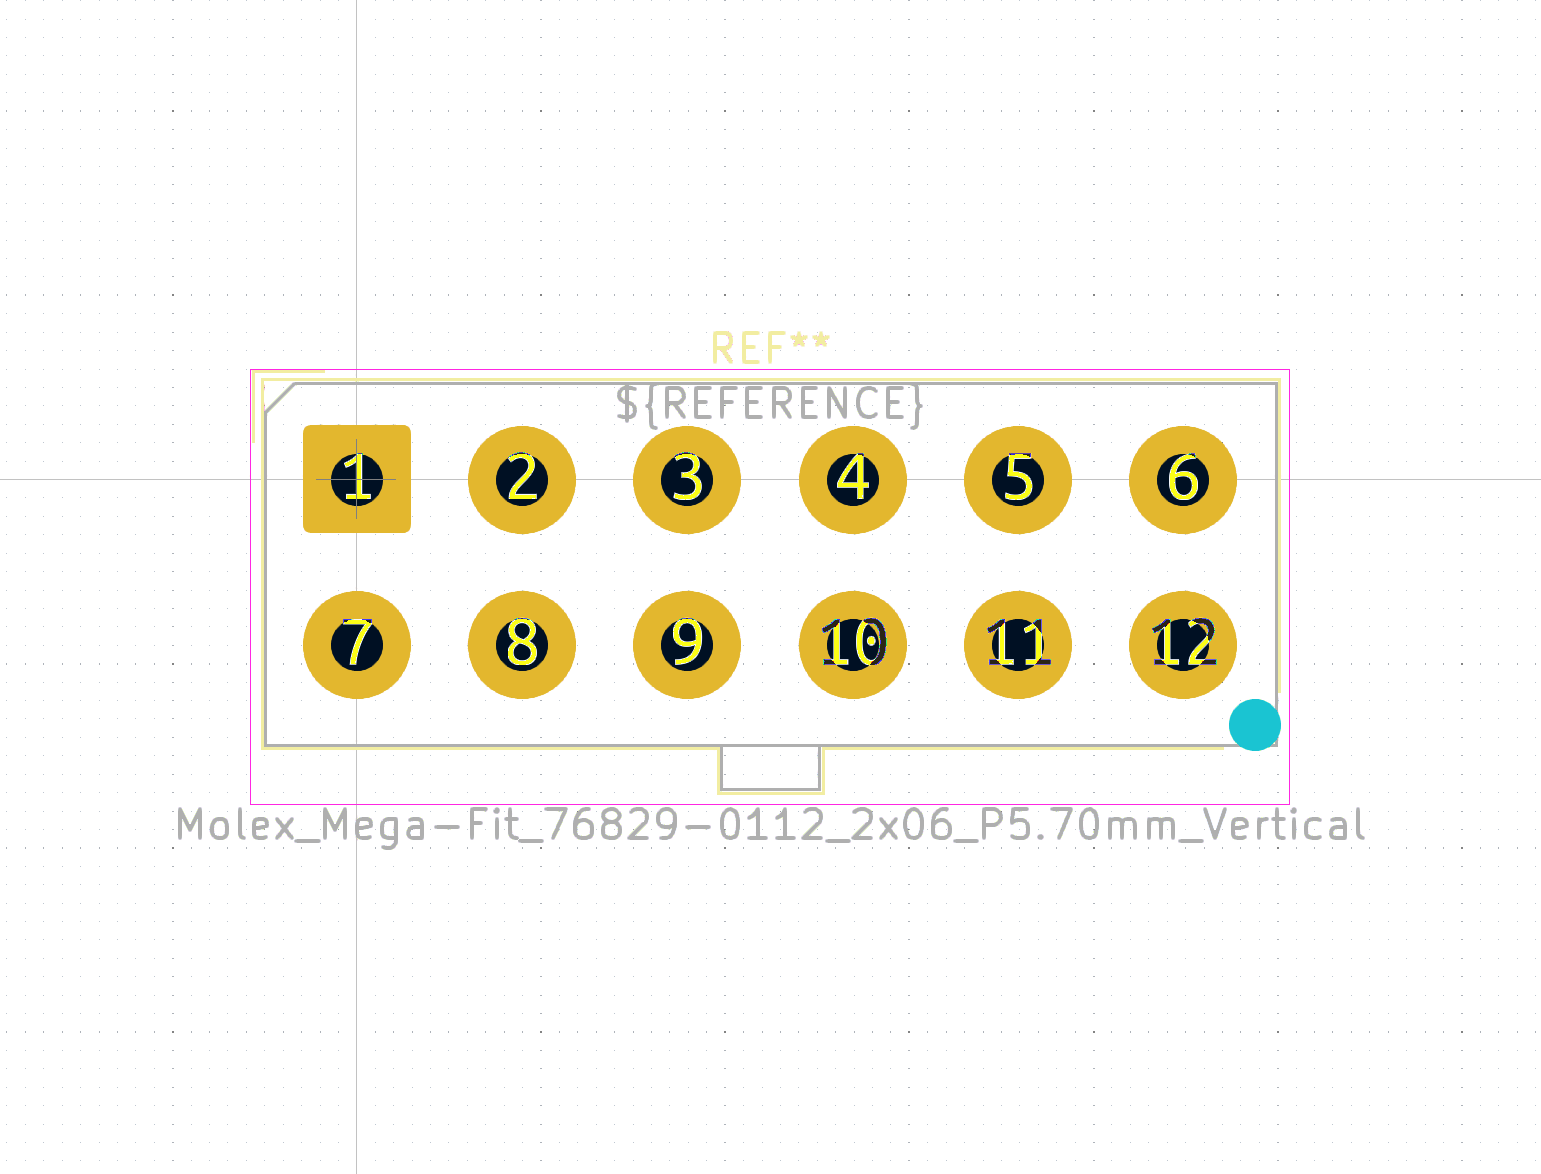 REF**
${REFERENCE}
1 2 3 4 5 6
7 8 9 10 11 12
Molex_Mega-Fit_76829-0112_2x06_P5.70mm_Vertical